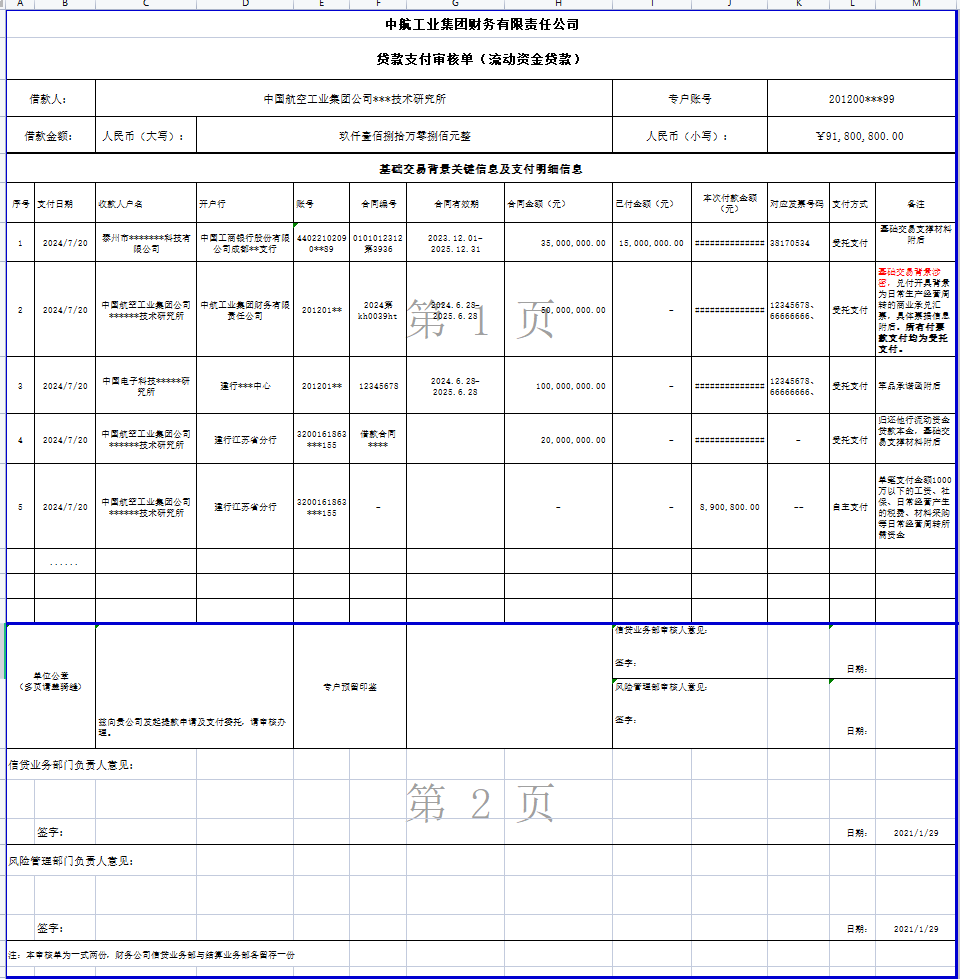 A B C D E F G H I J K L M
中航工业集团财务有限责任公司
贷款支付审核单（流动资金贷款）
借款人： 中国航空工业集团公司***技术研究所 专户账号 201200***99
借款金额： 人民币（大写）： 玖仟壹佰捌拾万零捌佰元整 人民币（小写）： ¥91,800,800.00
基础交易背景关键信息及支付明细信息
序号 支付日期 收款人户名 开户行 账号 合同编号 合同有效期 合同金额（元） 已付金额（元） 本次付款金额
（元） 对应发票号码 支付方式 备注
1 2024/7/20 泰州市*******科技有
限公司 中国工商银行股份有限
公司成都**支行 4402210209
0**89 0101012312
第3936 2023.12.01-
2025.12.31 35,000,000.00 15,000,000.00 ############## 38170534 受托支付 基础交易支撑材料
附后
2 2024/7/20 中国航空工业集团公司
******技术研究所 中航工业集团财务有限
责任公司 201201** 2024第
kh0039ht 2024.6.28-
2025.6.28 50,000,000.00 - ############## 12345678、
66666666、 受托支付 基础交易背景涉
密，兑付开具背景
为日常生产经营周
转的商业承兑汇
票，具体票据信息
附后。所有付票
款支付均为受托
支付。
第 1 页
3 2024/7/20 中国电子科技*****研
究所 建行***中心 201201** 12345678 2024.6.28-
2025.6.28 100,000,000.00 - ############## 12345678、
66666666、 受托支付 军品承诺函附后
4 2024/7/20 中国航空工业集团公司
******技术研究所 建行江苏省分行 3200161863
***155 借款合同
**** 20,000,000.00 - ############## - 受托支付 归还他行流动资金
贷款本金，基础交
易支撑材料附后
5 2024/7/20 中国航空工业集团公司
******技术研究所 建行江苏省分行 3200161863
***155 - - - 8,900,800.00 -- 自主支付 单笔支付金额1000
万以下的工资、社
保、日常经营产生
的税费、材料采购
等日常经营周转所
需资金
......
单位公章
（多页请盖骑缝）
兹向贵公司发起提款申请及支付委托，请审核办
理。
专户预留印鉴
信贷业务部审核人意见：
签字： 日期：
风险管理部审核人意见：
签字： 日期：
信贷业务部门负责人意见：
第 2 页
签字： 日期： 2021/1/29
风险管理部门负责人意见：
签字： 日期： 2021/1/29
注：本审核单为一式两份，财务公司信贷业务部与结算业务部各留存一份